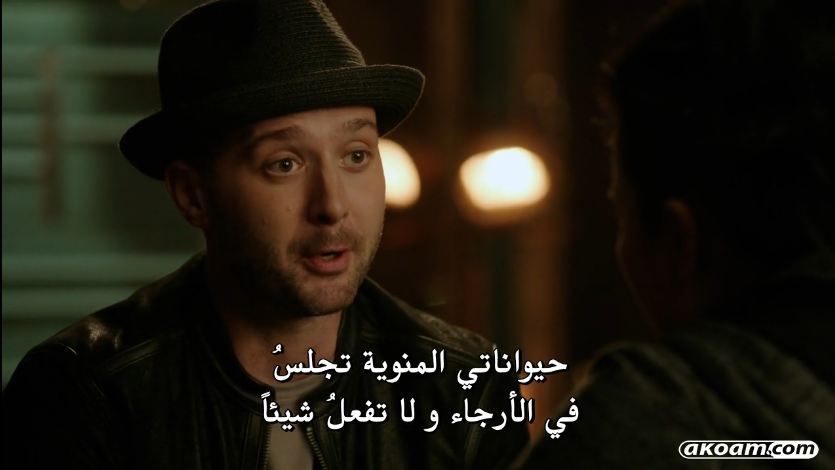 حيواناتي المنوية تجلسُ
في الأرجاء و لا تفعلُ شيئاً
akoam.com